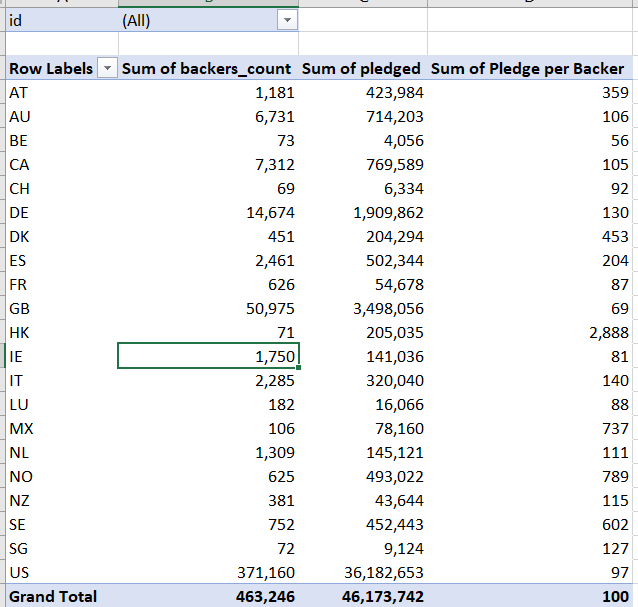 id (All)
Row Labels Sum of backers_count Sum of pledged Sum of Pledge per Backer
AT 1,181 423,984 359
AU 6,731 714,203 106
BE 73 4,056 56
CA 7,312 769,589 105
CH 69 6,334 92
DE 14,674 1,909,862 130
DK 451 204,294 453
ES 2,461 502,344 204
FR 626 54,678 87
GB 50,975 3,498,056 69
HK 71 205,035 2,888
IE 1,750 141,036 81
IT 2,285 320,040 140
LU 182 16,066 88
MX 106 78,160 737
NL 1,309 145,121 111
NO 625 493,022 789
NZ 381 43,644 115
SE 752 452,443 602
SG 72 9,124 127
US 371,160 36,182,653 97
Grand Total 463,246 46,173,742 100